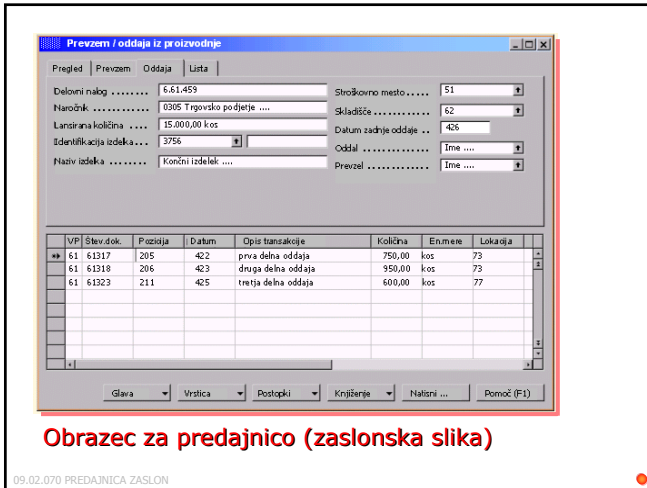 Prevzem / oddaja iz proizvodnje
Pregled Prevzem Oddaja Lista
Delovni nalog ........ 6.61.459
Naročnik ............. 0305 Trgovsko podjetje ....
Lansirana količina .... 15.000,00 kos
Identifikacija izdelka... 3756
Naziv izdelka ........ Končni izdelek ....
Stroškovno mesto..... 51
Skladišče ............. 62
Datum zadnje oddaje .. 426
Oddal .............. Ime ....
Prevzel ............. Ime ....
VP Štev.dok. Pozicija Datum Opis transakcije Količina En.mere Lokacija
61 61317 205 422 prva delna oddaja 750,00 kos 73
61 61318 206 423 druga delna oddaja 950,00 kos 73
61 61323 211 425 tretja delna oddaja 600,00 kos 77
Glava Vrstica Postopki Knjiženje Natisni ... Pomoč (F1)
Obrazec za predajnico (zaslonska slika)
09.02.070 PREDAJNICA ZASLON